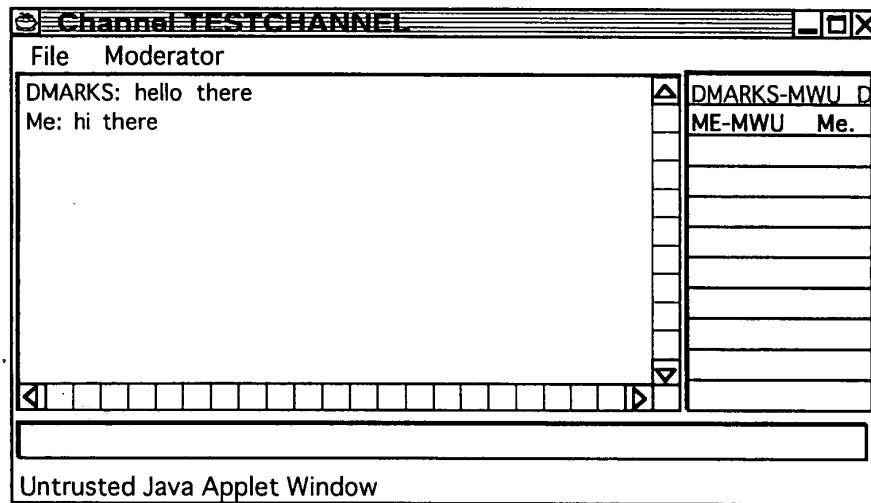 Channel TESTCHANNEL
File Moderator
DMARKS: hello there
Me: hi there
DMARKS-MWU D
ME-MWU Me.
Untrusted Java Applet Window